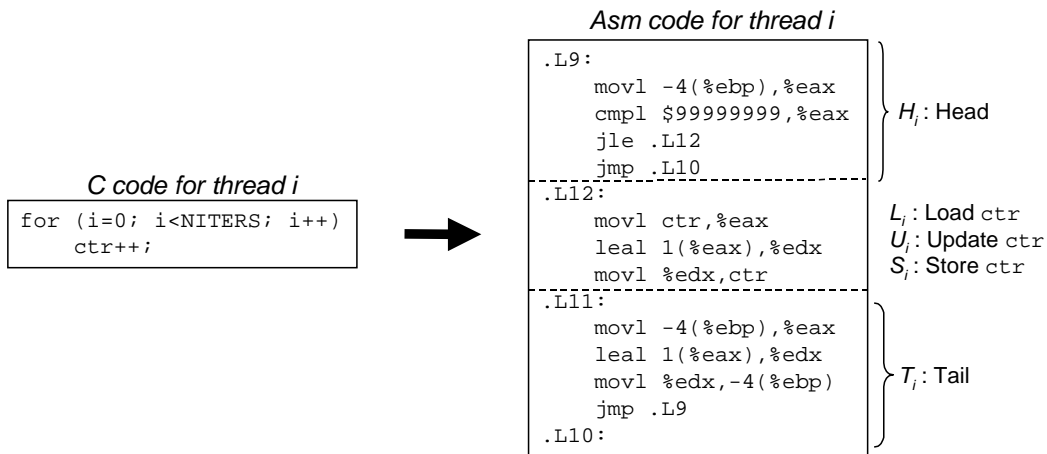 Asm code for thread i
.L9:
movl -4(%ebp),%eax
cmpl $99999999,%eax
jle .L12
jmp .L10
Hi : Head
C code for thread i
for (i=0; i<NITERS; i++)
ctr++;
.L12:
movl ctr,%eax
leal 1(%eax),%edx
movl %edx,ctr
Li : Load ctr
Ui : Update ctr
Si : Store ctr
.L11:
movl -4(%ebp),%eax
leal 1(%eax),%edx
movl %edx,-4(%ebp)
jmp .L9
.L10:
Ti : Tail